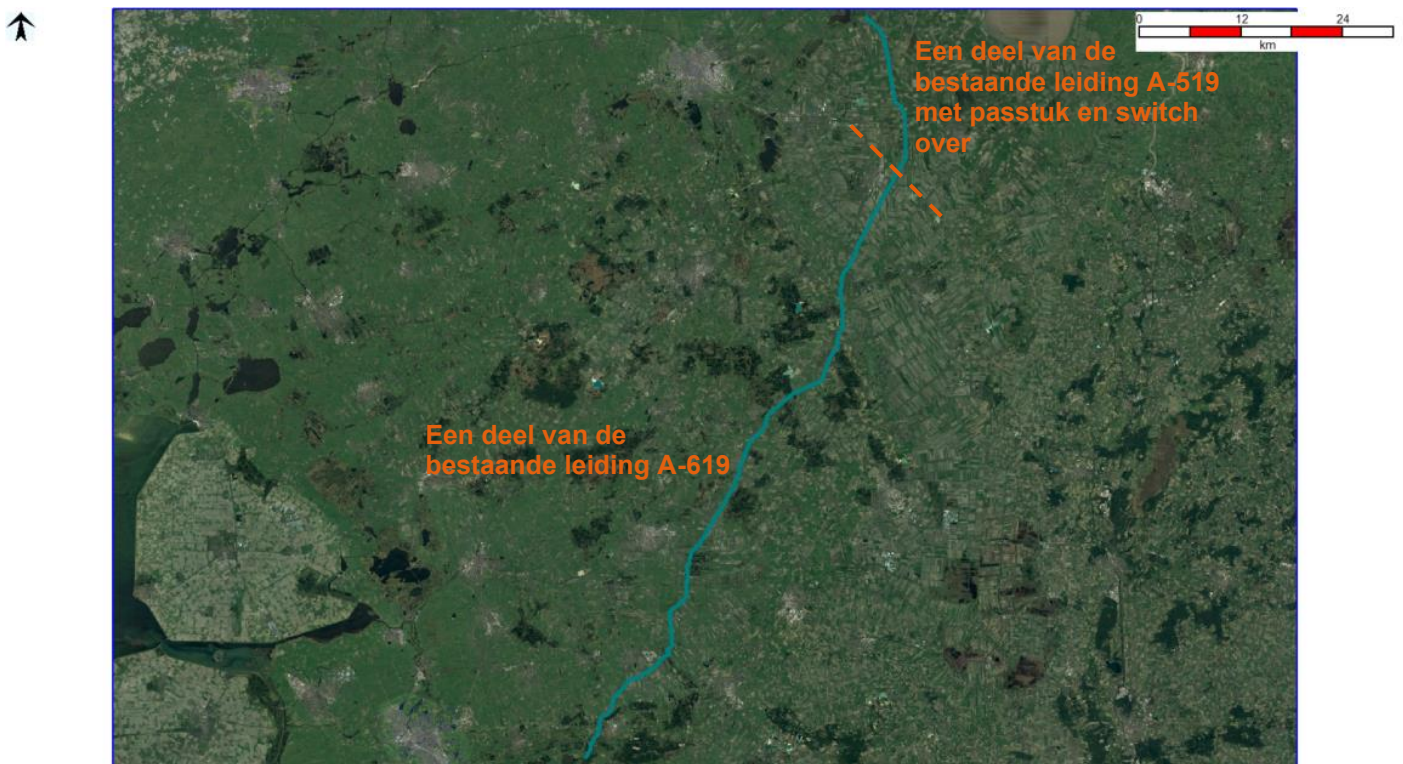 0 12 24
km
Een deel van de
bestaande leiding A-519
met passtuk en switch
over
Een deel van de
bestaande leiding A-619